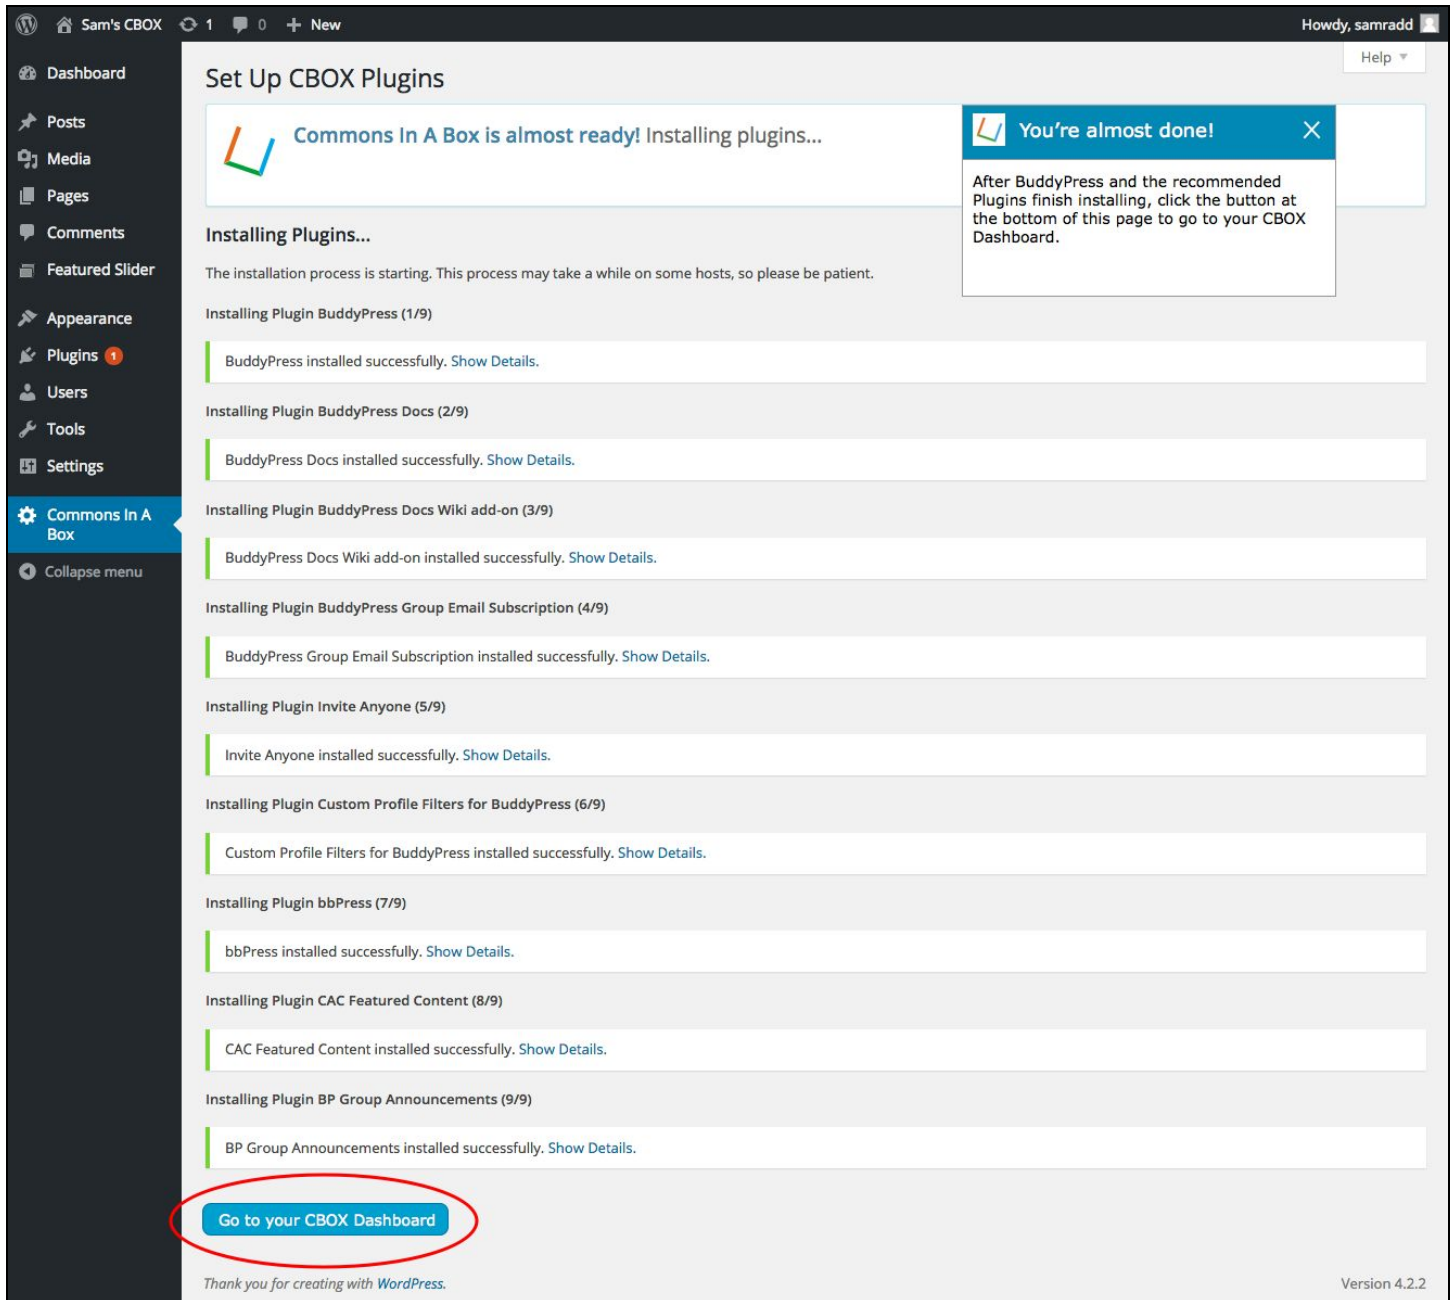 Sam's CBOX 1 0 + New Howdy, samradd
Help
Dashboard
Posts
Media
Pages
Comments
Featured Slider
Appearance
Plugins 1
Users
Tools
Settings
Commons In A
Box
Collapse menu
Set Up CBOX Plugins
Commons In A Box is almost ready! Installing plugins...
You're almost done!
After BuddyPress and the recommended
Plugins finish installing, click the button at
the bottom of this page to go to your CBOX
Dashboard.
Installing Plugins...
The installation process is starting. This process may take a while on some hosts, so please be patient.
Installing Plugin BuddyPress (1/9)
BuddyPress installed successfully. Show Details.
Installing Plugin BuddyPress Docs (2/9)
BuddyPress Docs installed successfully. Show Details.
Installing Plugin BuddyPress Docs Wiki add-on (3/9)
BuddyPress Docs Wiki add-on installed successfully. Show Details.
Installing Plugin BuddyPress Group Email Subscription (4/9)
BuddyPress Group Email Subscription installed successfully. Show Details.
Installing Plugin Invite Anyone (5/9)
Invite Anyone installed successfully. Show Details.
Installing Plugin Custom Profile Filters for BuddyPress (6/9)
Custom Profile Filters for BuddyPress installed successfully. Show Details.
Installing Plugin bbPress (7/9)
bbPress installed successfully. Show Details.
Installing Plugin CAC Featured Content (8/9)
CAC Featured Content installed successfully. Show Details.
Installing Plugin BP Group Announcements (9/9)
BP Group Announcements installed successfully. Show Details.
Go to your CBOX Dashboard
Thank you for creating with WordPress. Version 4.2.2